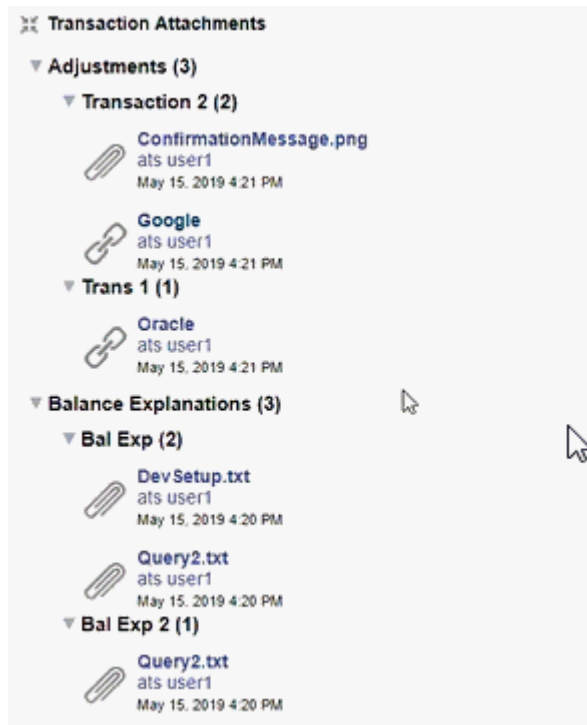 Transaction Attachments
Adjustments (3)
Transaction 2 (2)
ConfirmationMessage.png
ats user1
May 15, 2019 4:21 PM
Google
ats user1
May 15, 2019 4:21 PM
Trans 1 (1)
Oracle
ats user1
May 15, 2019 4:21 PM
Balance Explanations (3)
Bal Exp (2)
DevSetup.txt
ats user1
May 15, 2019 4:20 PM
Query2.txt
ats user1
May 15, 2019 4:20 PM
Bal Exp 2 (1)
Query2.txt
ats user1
May 15, 2019 4:20 PM